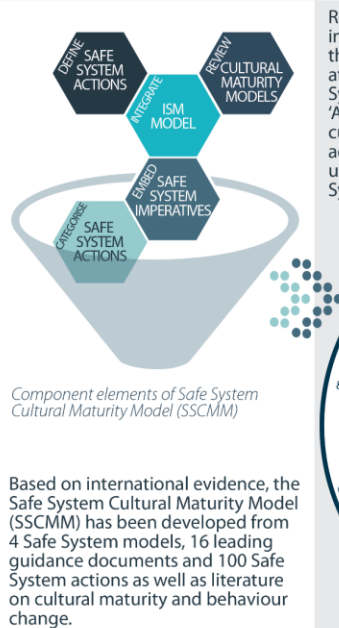 DEFINE
SAFE
SYSTEM
ACTIONS
REVIEW
CULTURAL
MATURITY
MODELS
INTEGRATE
ISM
MODEL
EMBED
SAFE
SYSTEM
IMPERATIVES
CATEGORISE
SAFE
SYSTEM
ACTIONS
Component elements of Safe System
Cultural Maturity Model (SSCMM)
Based on international evidence, the
Safe System Cultural Maturity Model
(SSCMM) has been developed from
4 Safe System models, 16 leading
guidance documents and 100 Safe
System actions as well as literature
on cultural maturity and behaviour
change.